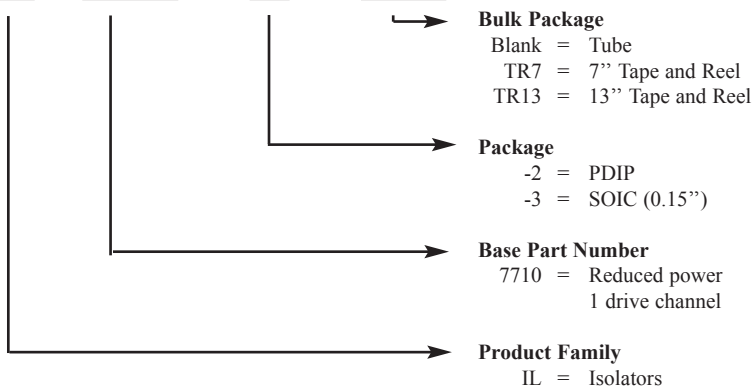 Bulk Package
Blank = Tube
TR7 = 7’’ Tape and Reel
TR13 = 13’’ Tape and Reel
Package
-2 = PDIP
-3 = SOIC (0.15’’)
Base Part Number
7710 = Reduced power
1 drive channel
Product Family
IL = Isolators